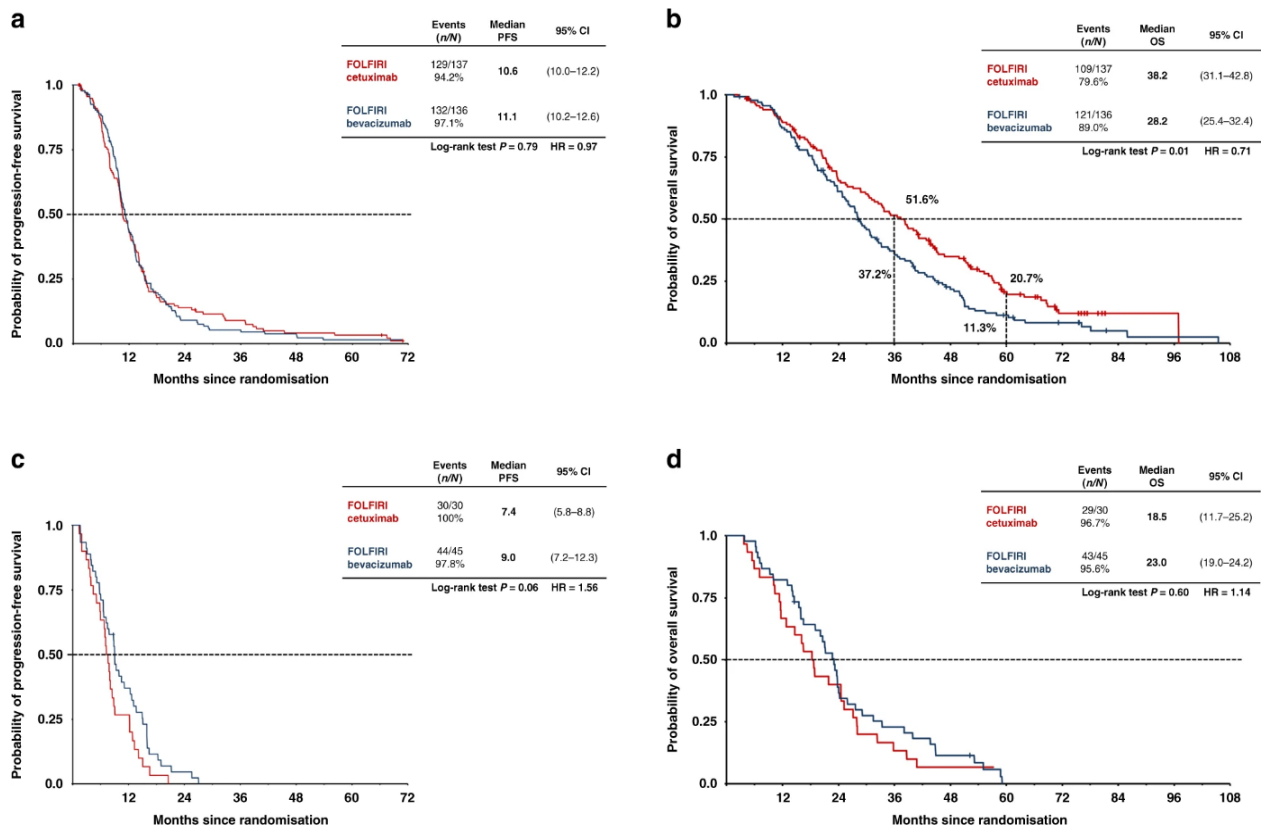 a
Events Median 95% CI
(n/N) PFS
FOLFIRI 129/137 10.6 (10.0–12.2)
cetuximab 94.2%
FOLFIRI 132/136 11.1 (10.2–12.6)
bevacizumab 97.1%
Log-rank test P = 0.79 HR = 0.97
Probability of progression-free survival
1.0
0.75
0.50
0.25
0.0
12 24 36 48 60 72
Months since randomisation
b
Events Median 95% CI
(n/N) OS
FOLFIRI 109/137 38.2 (31.1–42.8)
cetuximab 79.6%
FOLFIRI 121/136 28.2 (25.4–32.4)
bevacizumab 89.0%
Log-rank test P = 0.01 HR = 0.71
Probability of overall survival
1.0
0.75
0.50
0.25
0.0
51.6%
37.2%
20.7%
11.3%
12 24 36 48 60 72 84 96 108
Months since randomisation
c
Events Median 95% CI
(n/N) PFS
FOLFIRI 30/30 7.4 (5.8–8.8)
cetuximab 100%
FOLFIRI 44/45 9.0 (7.2–12.3)
bevacizumab 97.8%
Log-rank test P = 0.06 HR = 1.56
Probability of progression-free survival
1.0
0.75
0.50
0.25
0.0
12 24 36 48 60 72
Months since randomisation
d
Events Median 95% CI
(n/N) OS
FOLFIRI 29/30 18.5 (11.7–25.2)
cetuximab 96.7%
FOLFIRI 43/45 23.0 (19.0–24.2)
bevacizumab 95.6%
Log-rank test P = 0.60 HR = 1.14
Probability of overall survival
1.0
0.75
0.50
0.25
0.0
12 24 36 48 60 72 84 96 108
Months since randomisation